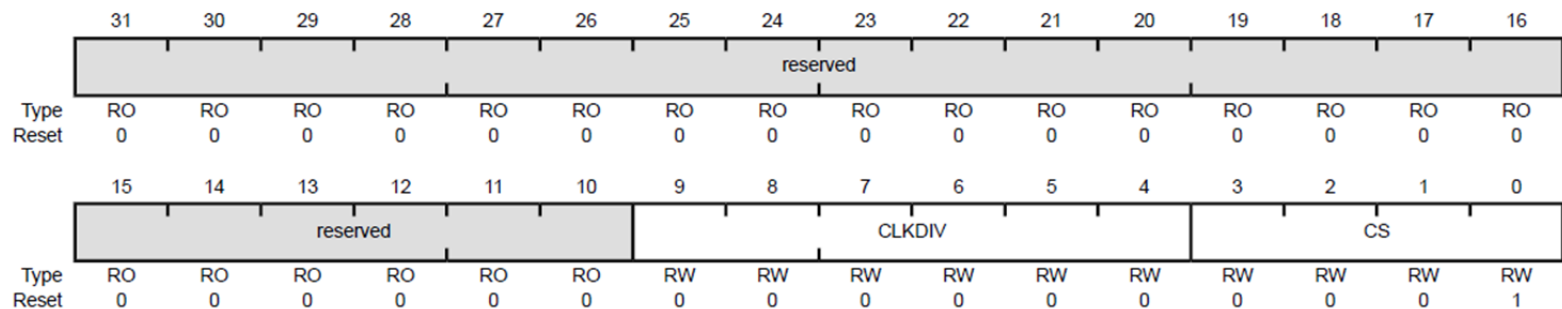 31 30 29 28 27 26 25 24 23 22 21 20 19 18 17 16
reserved
Type RO RO RO RO RO RO RO RO RO RO RO RO RO RO RO RO
Reset 0 0 0 0 0 0 0 0 0 0 0 0 0 0 0 0
15 14 13 12 11 10 9 8 7 6 5 4 3 2 1 0
reserved CLKDIV CS
Type RO RO RO RO RO RO RW RW RW RW RW RW RW RW RW RW
Reset 0 0 0 0 0 0 0 0 0 0 0 0 0 0 0 1